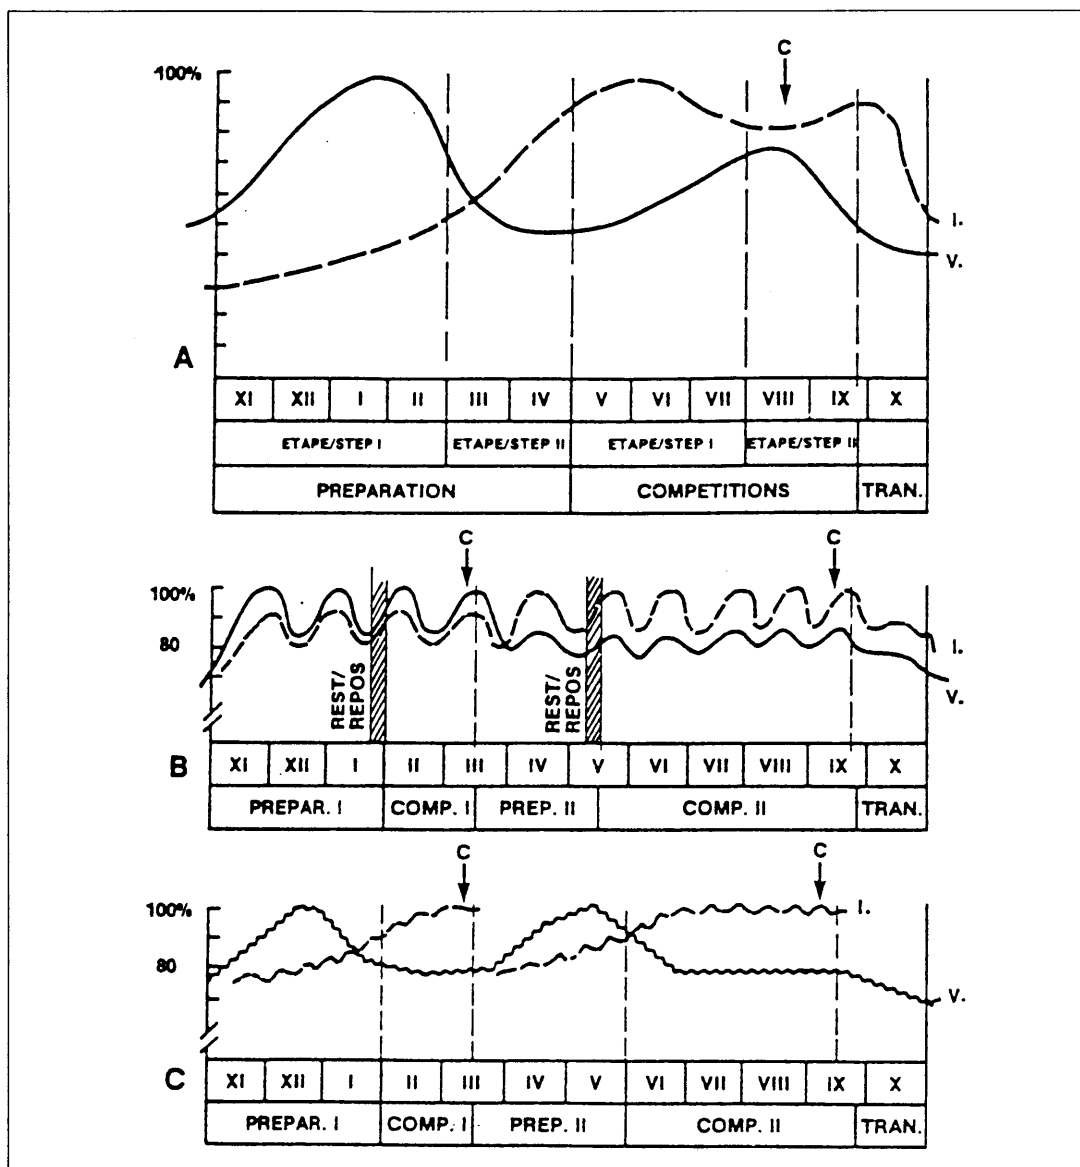 C
100%
I.
V.
A
XI XII I II III IV V VI VII VIII IX X
ETAPE/STEP I ETAPE/STEP II ETAPE/STEP I ETAPE/STEP II
PREPARATION COMPETITIONS TRAN.
C C
100%
80
I.
V.
REST/
REPOS
REST/
REPOS
B
XI XII I II III IV V VI VII VIII IX X
PREPAR. I COMP. I PREP. II COMP. II TRAN.
C C
100%
I.
80
V.
C
XI XII I II III IV V VI VII VIII IX X
PREPAR. I COMP. I PREP. II COMP. II TRAN.